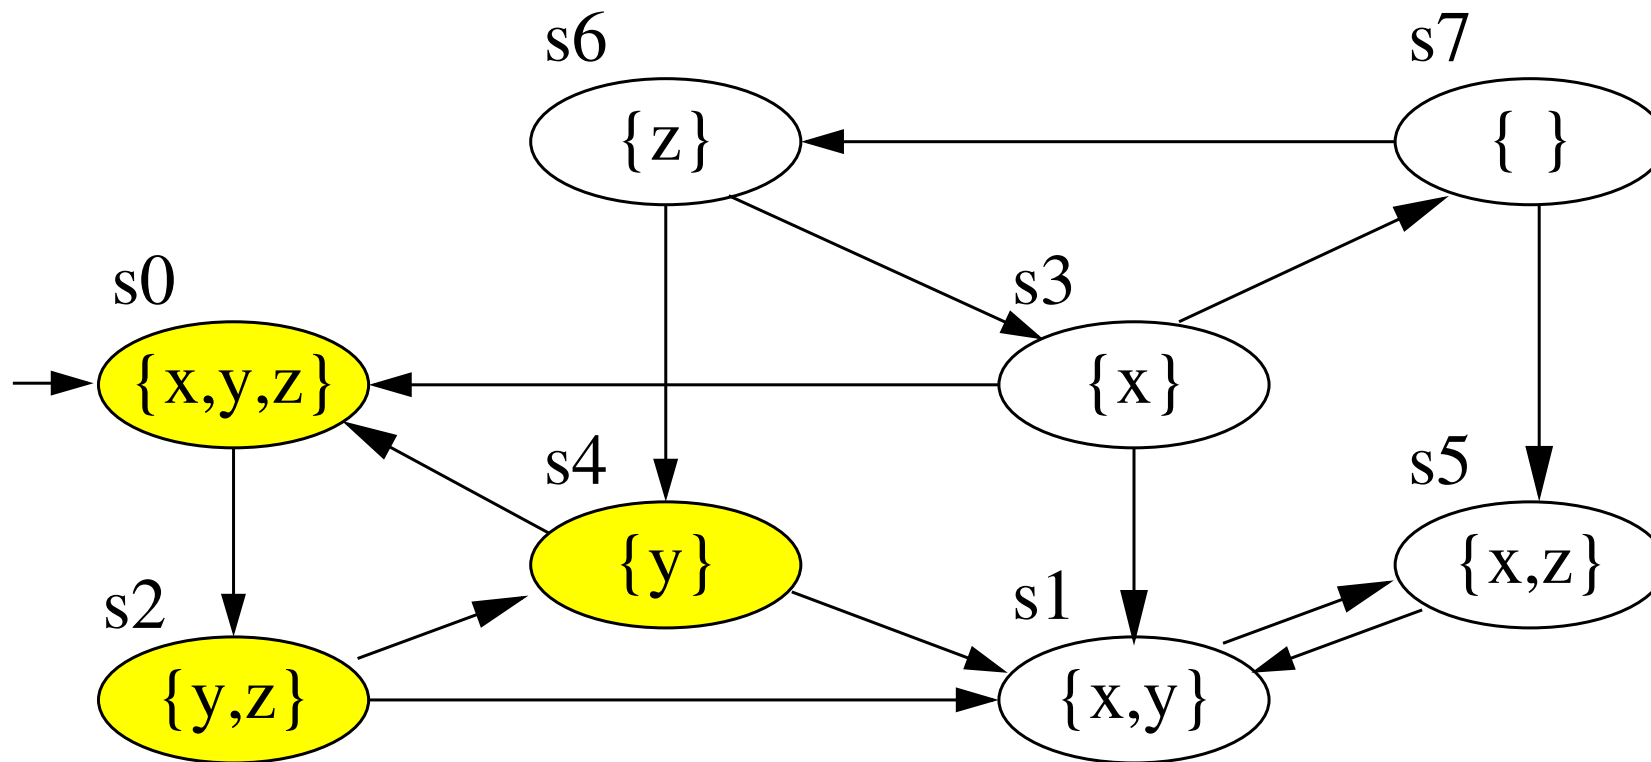 s6
s7
{z}
{ }
s0
s3
{x,y,z}
{x}
s4
s5
{y}
{x,z}
s2
s1
{y,z}
{x,y}